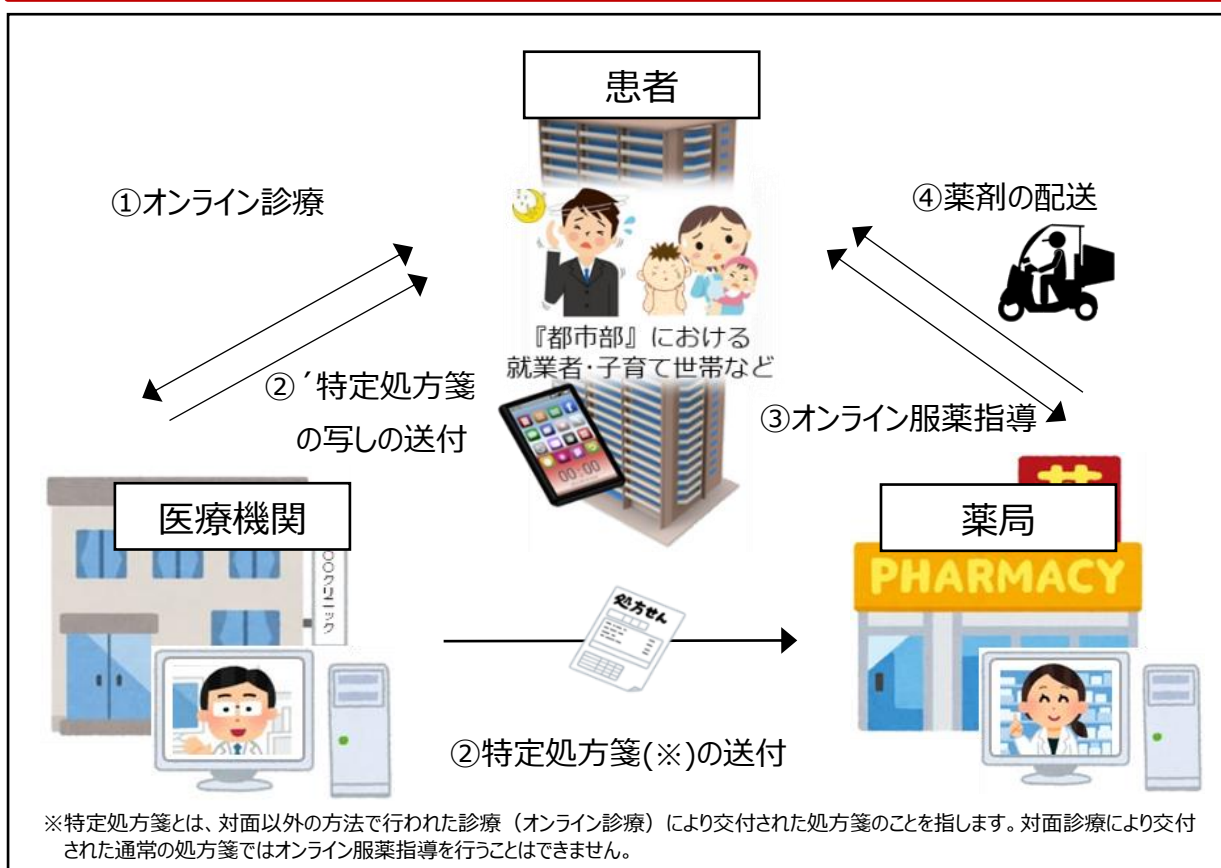 患者
①オンライン診療
④薬剤の配送
『都市部』における
就業者・子育て世帯など
②´特定処方箋
の写しの送付
③オンライン服薬指導
00:00
医療機関
薬局
〇〇クリニック
PHARMACY
処方せん
②特定処方箋(※)の送付
※特定処方箋とは、対面以外の方法で行われた診療（オンライン診療）により交付された処方箋のことを指します。対面診療により交付
された通常の処方箋ではオンライン服薬指導を行うことはできません。